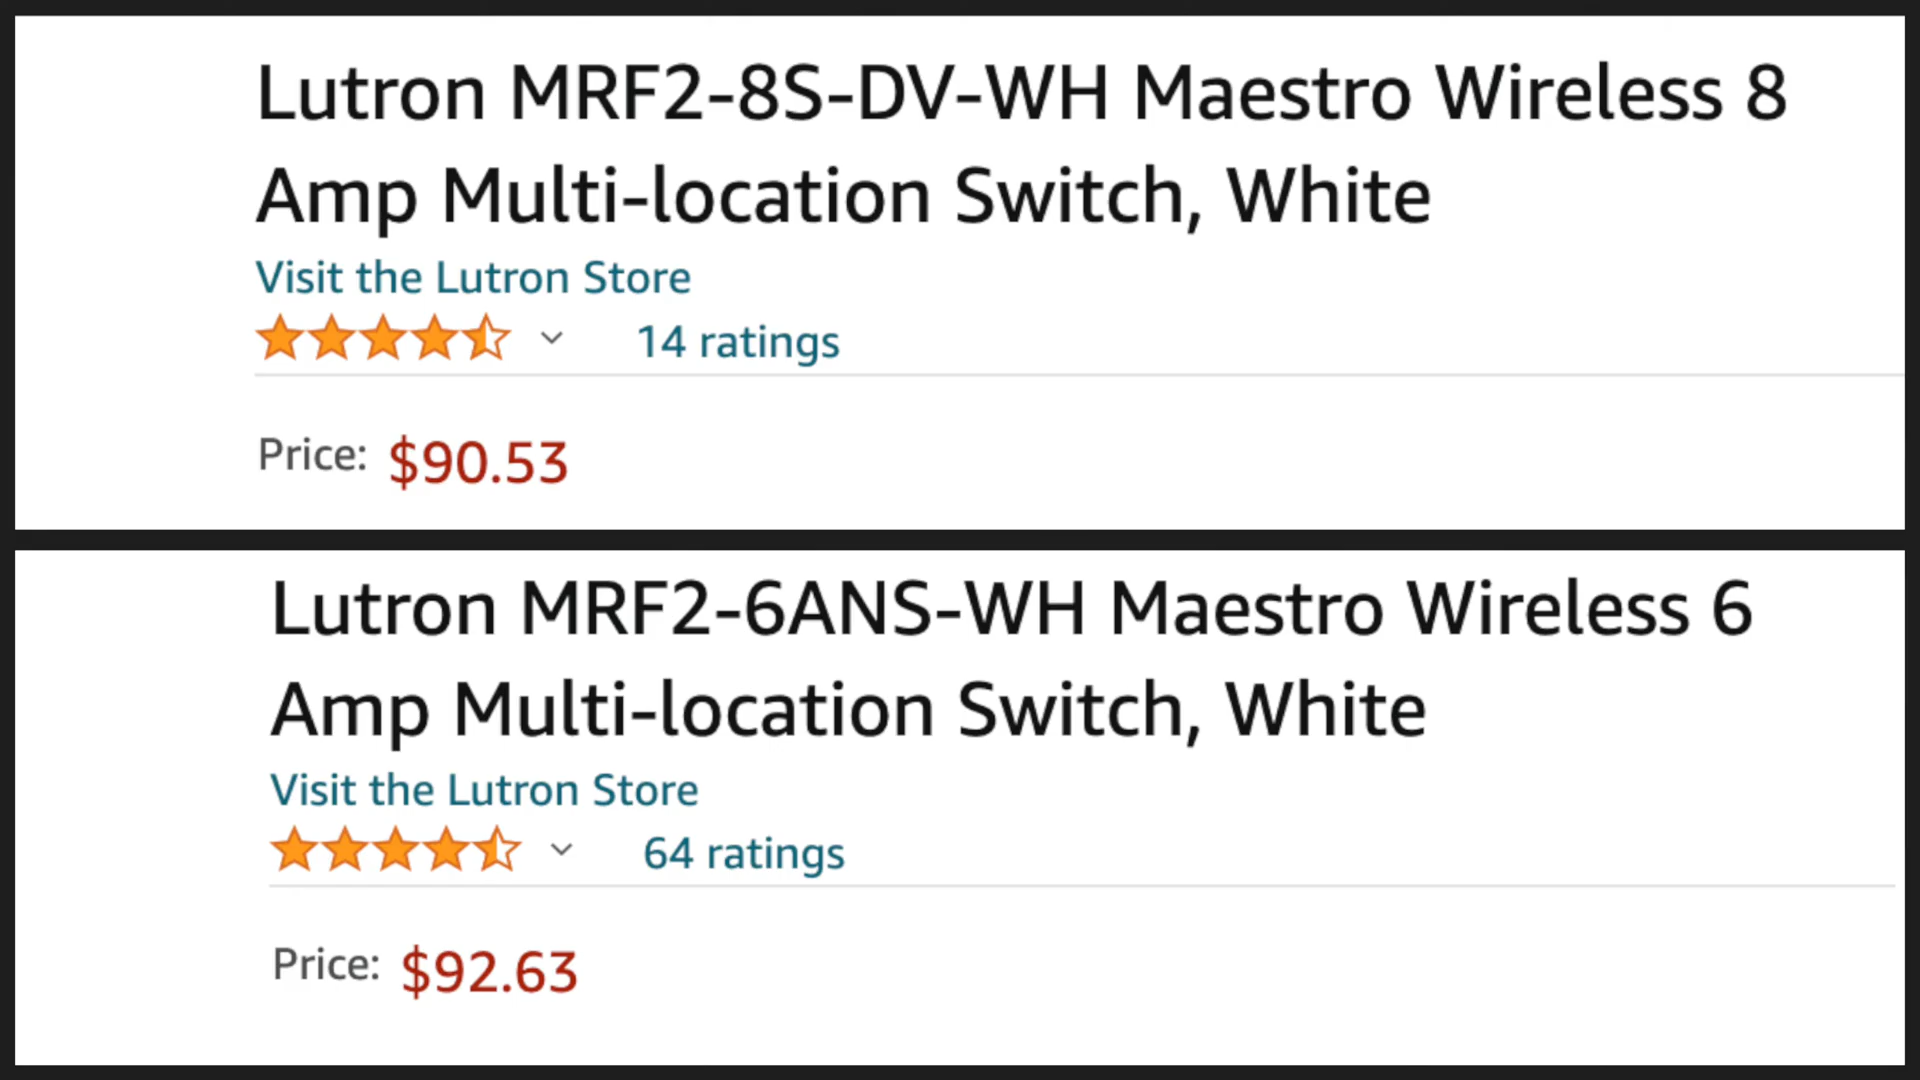 Lutron MRF2-8S-DV-WH Maestro Wireless 8
Amp Multi-location Switch, White
Visit the Lutron Store
14 ratings
Price: $90.53
Lutron MRF2-6ANS-WH Maestro Wireless 6
Amp Multi-location Switch, White
Visit the Lutron Store
64 ratings
Price: $92.63